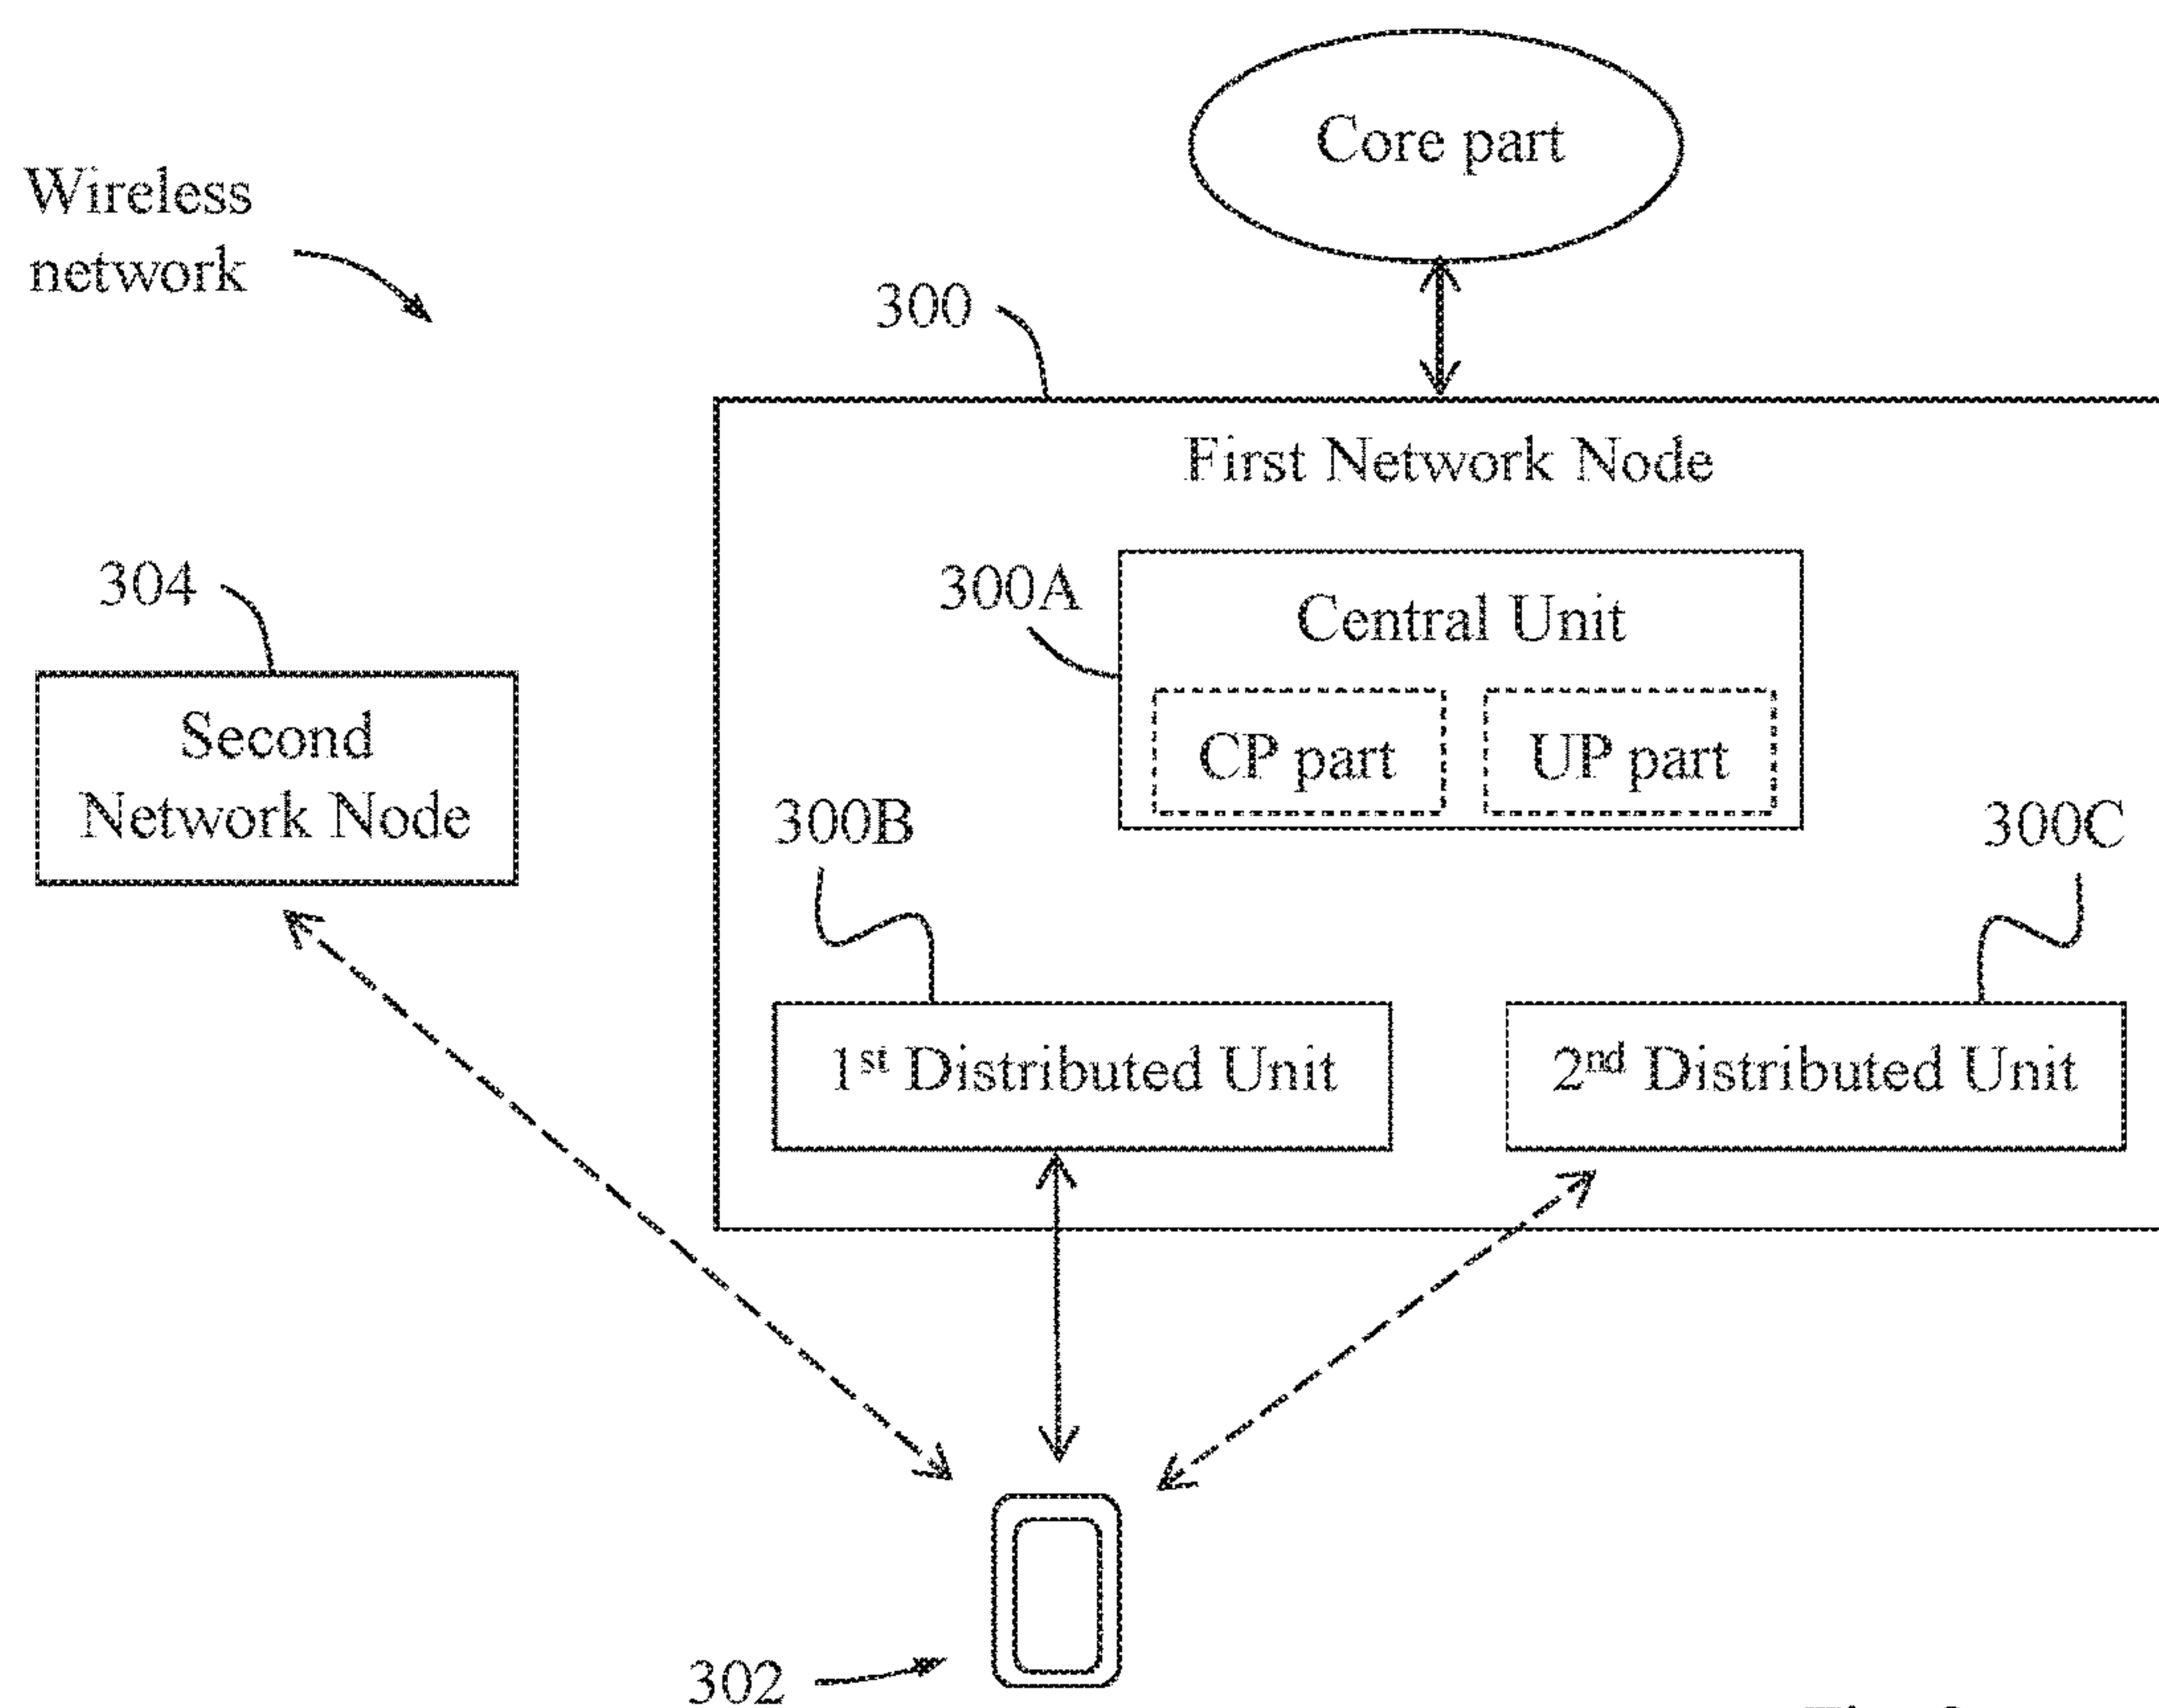 Core part
Wireless
network
300
First Network Node
304
300A
Central Unit
Second
Network Node
CP part
UP part
300B
300C
1st Distributed Unit
2nd Distributed Unit
302